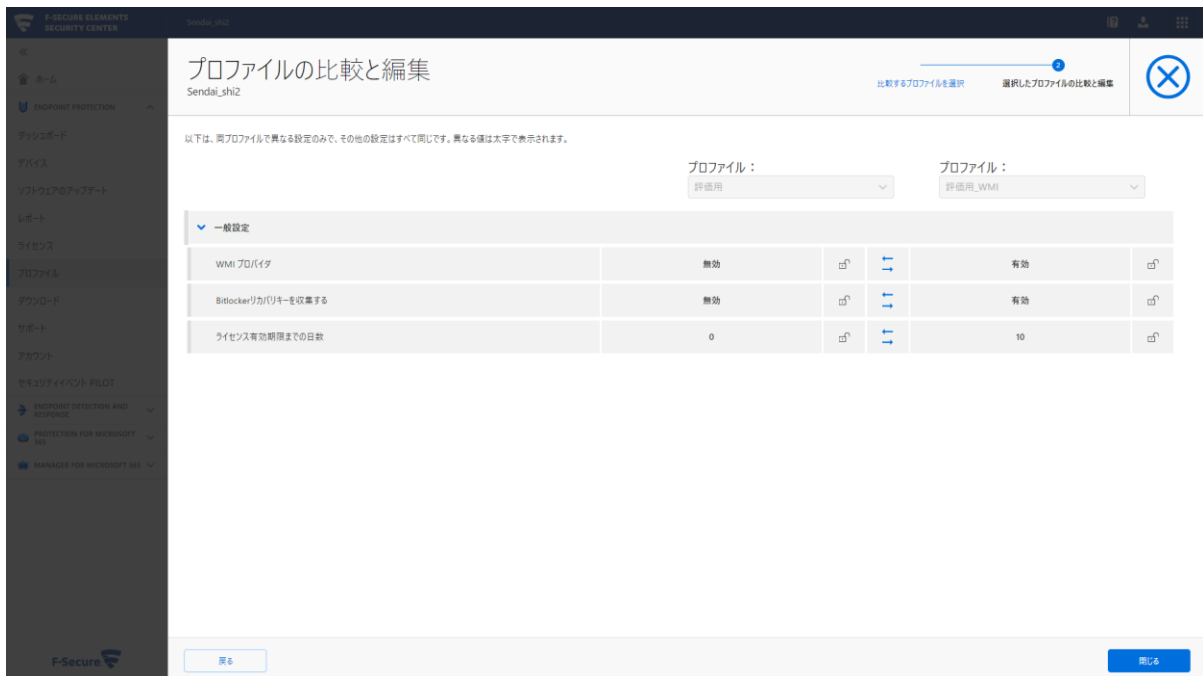 F-SECURE ELEMENTS
SECURITY CENTER
Sendai_shi2
ホーム
ENDPOINT PROTECTION
ダッシュボード
デバイス
ソフトウェアのアップデート
レポート
ライセンス
プロファイル
ダウンロード
サポート
アカウント
セキュリティイベント PILOT
ENDPOINT DETECTION AND
RESPONSE
PROTECTION FOR MICROSOFT
365
MANAGER FOR MICROSOFT 365
F-Secure
プロファイルの比較と編集
Sendai_shi2
2
比較するプロファイルを選択
選択したプロファイルの比較と編集
以下は、両プロファイルで異なる設定のみで、その他の設定はすべて同じです。異なる値は太字で表示されます。
プロファイル：
プロファイル：
評価用
評価用_WMI
一般設定
WMI プロバイダ 無効 有効
Bitlockerリカバリキーを収集する 無効 有効
ライセンス有効期限までの日数 0 10
戻る
閉じる